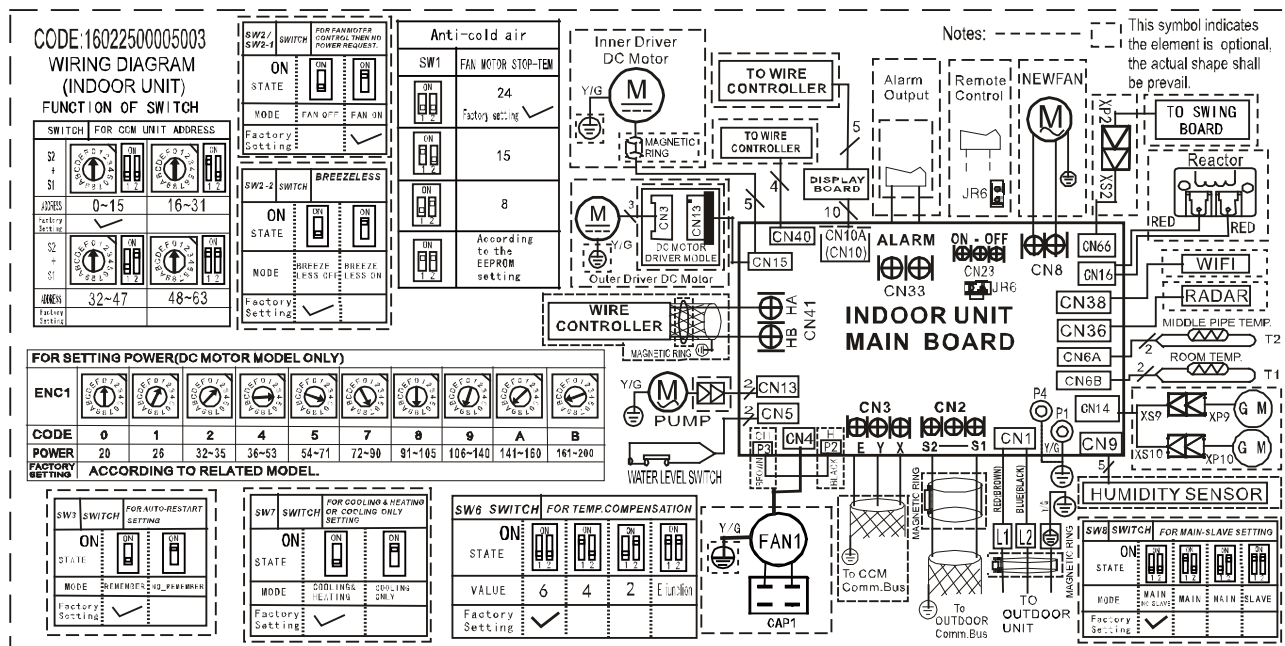 CODE:16022500005003
WIRING DIAGRAM
(INDOOR UNIT)
FUNCTION OF SWITCH
SWITCH FOR COM UNIT ADDRESS
S2
+
S1
ADDRESS 0~15 16~31
Factory
Setting
S2
+
S1
ADDRESS 32~47 48~63
Factory
Setting
SW2/
SW2-1 SWITCH FOR FANMOTER
CONTROL THEN NO
POWER REQUEST.
ON
STATE
MODE FAN OFF FAN ON
Factory
Setting
SW2-2 SWITCH BREEZELESS
ON
STATE
MODE BREEZE
LESS OFF BREEZE
LESS ON
Factory
Setting
Anti-cold air
SW1 FAN MOTOR STOP-TEM
24
Factory setting
15
8
According
to the
EEPROM
setting
Inner Driver
DC Motor
Y/G
M
MAGNETIC
RING
M
3
Y/G
CN3
CN13
DC MOTOR
DRIVER MODLE
Outer Driver DC Motor
TO WIRE
CONTROLLER
5
TO WIRE
CONTROLLER
4
5
DISPLAY
BOARD
10
Alarm
Output
Remote
Control
JR6
NEWFAN
M
Notes:
This symbol indicates
the element is optional,
the actual shape shall
be prevail.
XP2
XS2
TO SWING
BOARD
Reactor
RED
RED
WIFI
RADAR
MIDDLE PIPE TEMP.
2
T2
ROOM TEMP.
2
T1
CN40
CN10A
(CN10)
CN15
ALARM
CN33
ON - OFF
CN23
JR6
CN8
CN66
CN16
CN38
CN36
CN6A
CN6B
INDOOR UNIT
MAIN BOARD
WIRE
CONTROLLER
MAGNETIC RING
HA
HB
CN41
Y/G
M
PUMP
2
CN13
2
CN5
WATER LEVEL SWITCH
P3
BROWN
CN4
H
P2
BLACK
CN3
E Y X
CN2
S2 S1
CN1
P4
P1
Y/G
CN14
CN9
5
XS9
XP9
G M
XS10
XP10
G M
HUMIDITY SENSOR
FOR SETTING POWER(DC MOTOR MODEL ONLY)
ENC1
CODE 0 1 2 4 5 7 8 9 A B
POWER 20 26 32~35 36~53 54~71 72~90 91~105 106~140 141~160 161~200
FACTORY
SETTING ACCORDING TO RELATED MODEL.
SW3 SWITCH FOR AUTO-RESTART
SETTING
ON
STATE
MODE REMEMBER NO_REMEMBER
Factory
Setting
SW7 SWITCH FOR COOLING & HEATING
OR COOLING ONLY
SETTING
ON
STATE
MODE COOLING&
HEATING COOLING
ONLY
Factory
Setting
SW6 SWITCH FOR TEMP.COMPENSATION
ON
STATE
VALUE 6 4 2 E function
Factory
Setting
Y/G
FAN1
CAP1
To CCM
Comm.Bus
MAGNETIC RING
To
OUTDOOR
Comm.Bus
RED(BROWN)
BLUE(BLACK)
Y/G
L1 L2
MAGNETIC RING
TO
OUTDOOR
UNIT
SW8 SWITCH FOR MAIN-SLAVE SETTING
ON
STATE
MODE MAIN
NO SLAVE MAIN MAIN SLAVE
Factory
Setting